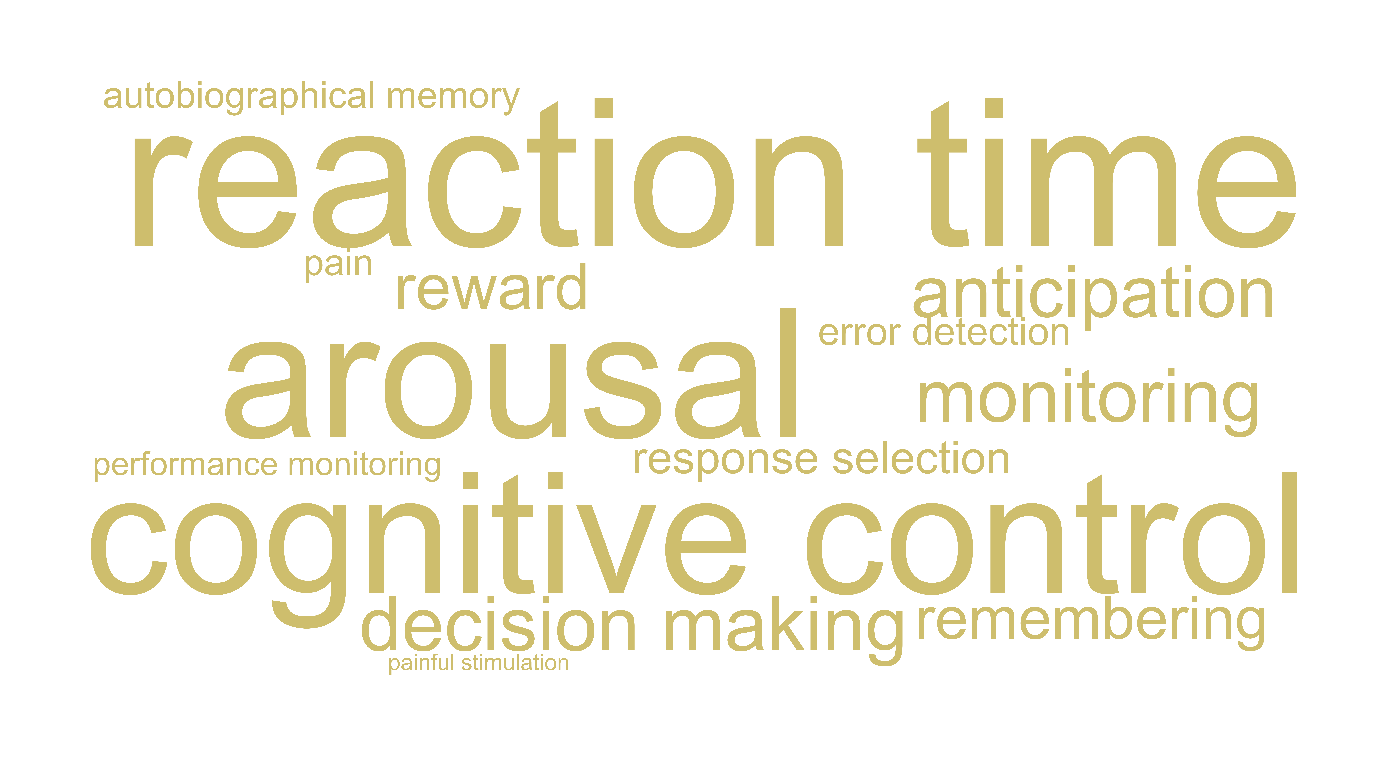 autobiographical memory
reaction time
pain
reward
anticipation
error detection
arousal
monitoring
performance monitoring
response selection
cognitive control
decision making
remembering
painful stimulation